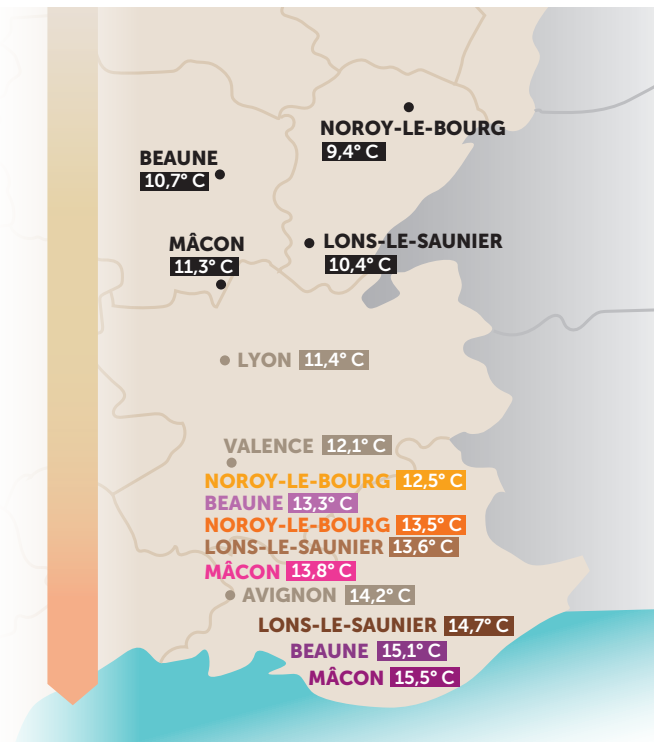 NOROY-LE-BOURG
9,4° C
BEAUNE
10,7° C
MÂCON
11,3° C
LONS-LE-SAUNIER
10,4° C
LYON 11,4° C
VALENCE 12,1° C
NOROY-LE-BOURG 12,5° C
BEAUNE 13,3° C
NOROY-LE-BOURG 13,5° C
LONS-LE-SAUNIER 13,6° C
MÂCON 13,8° C
AVIGNON 14,2° C
LONS-LE-SAUNIER 14,7° C
BEAUNE 15,1° C
MÂCON 15,5° C